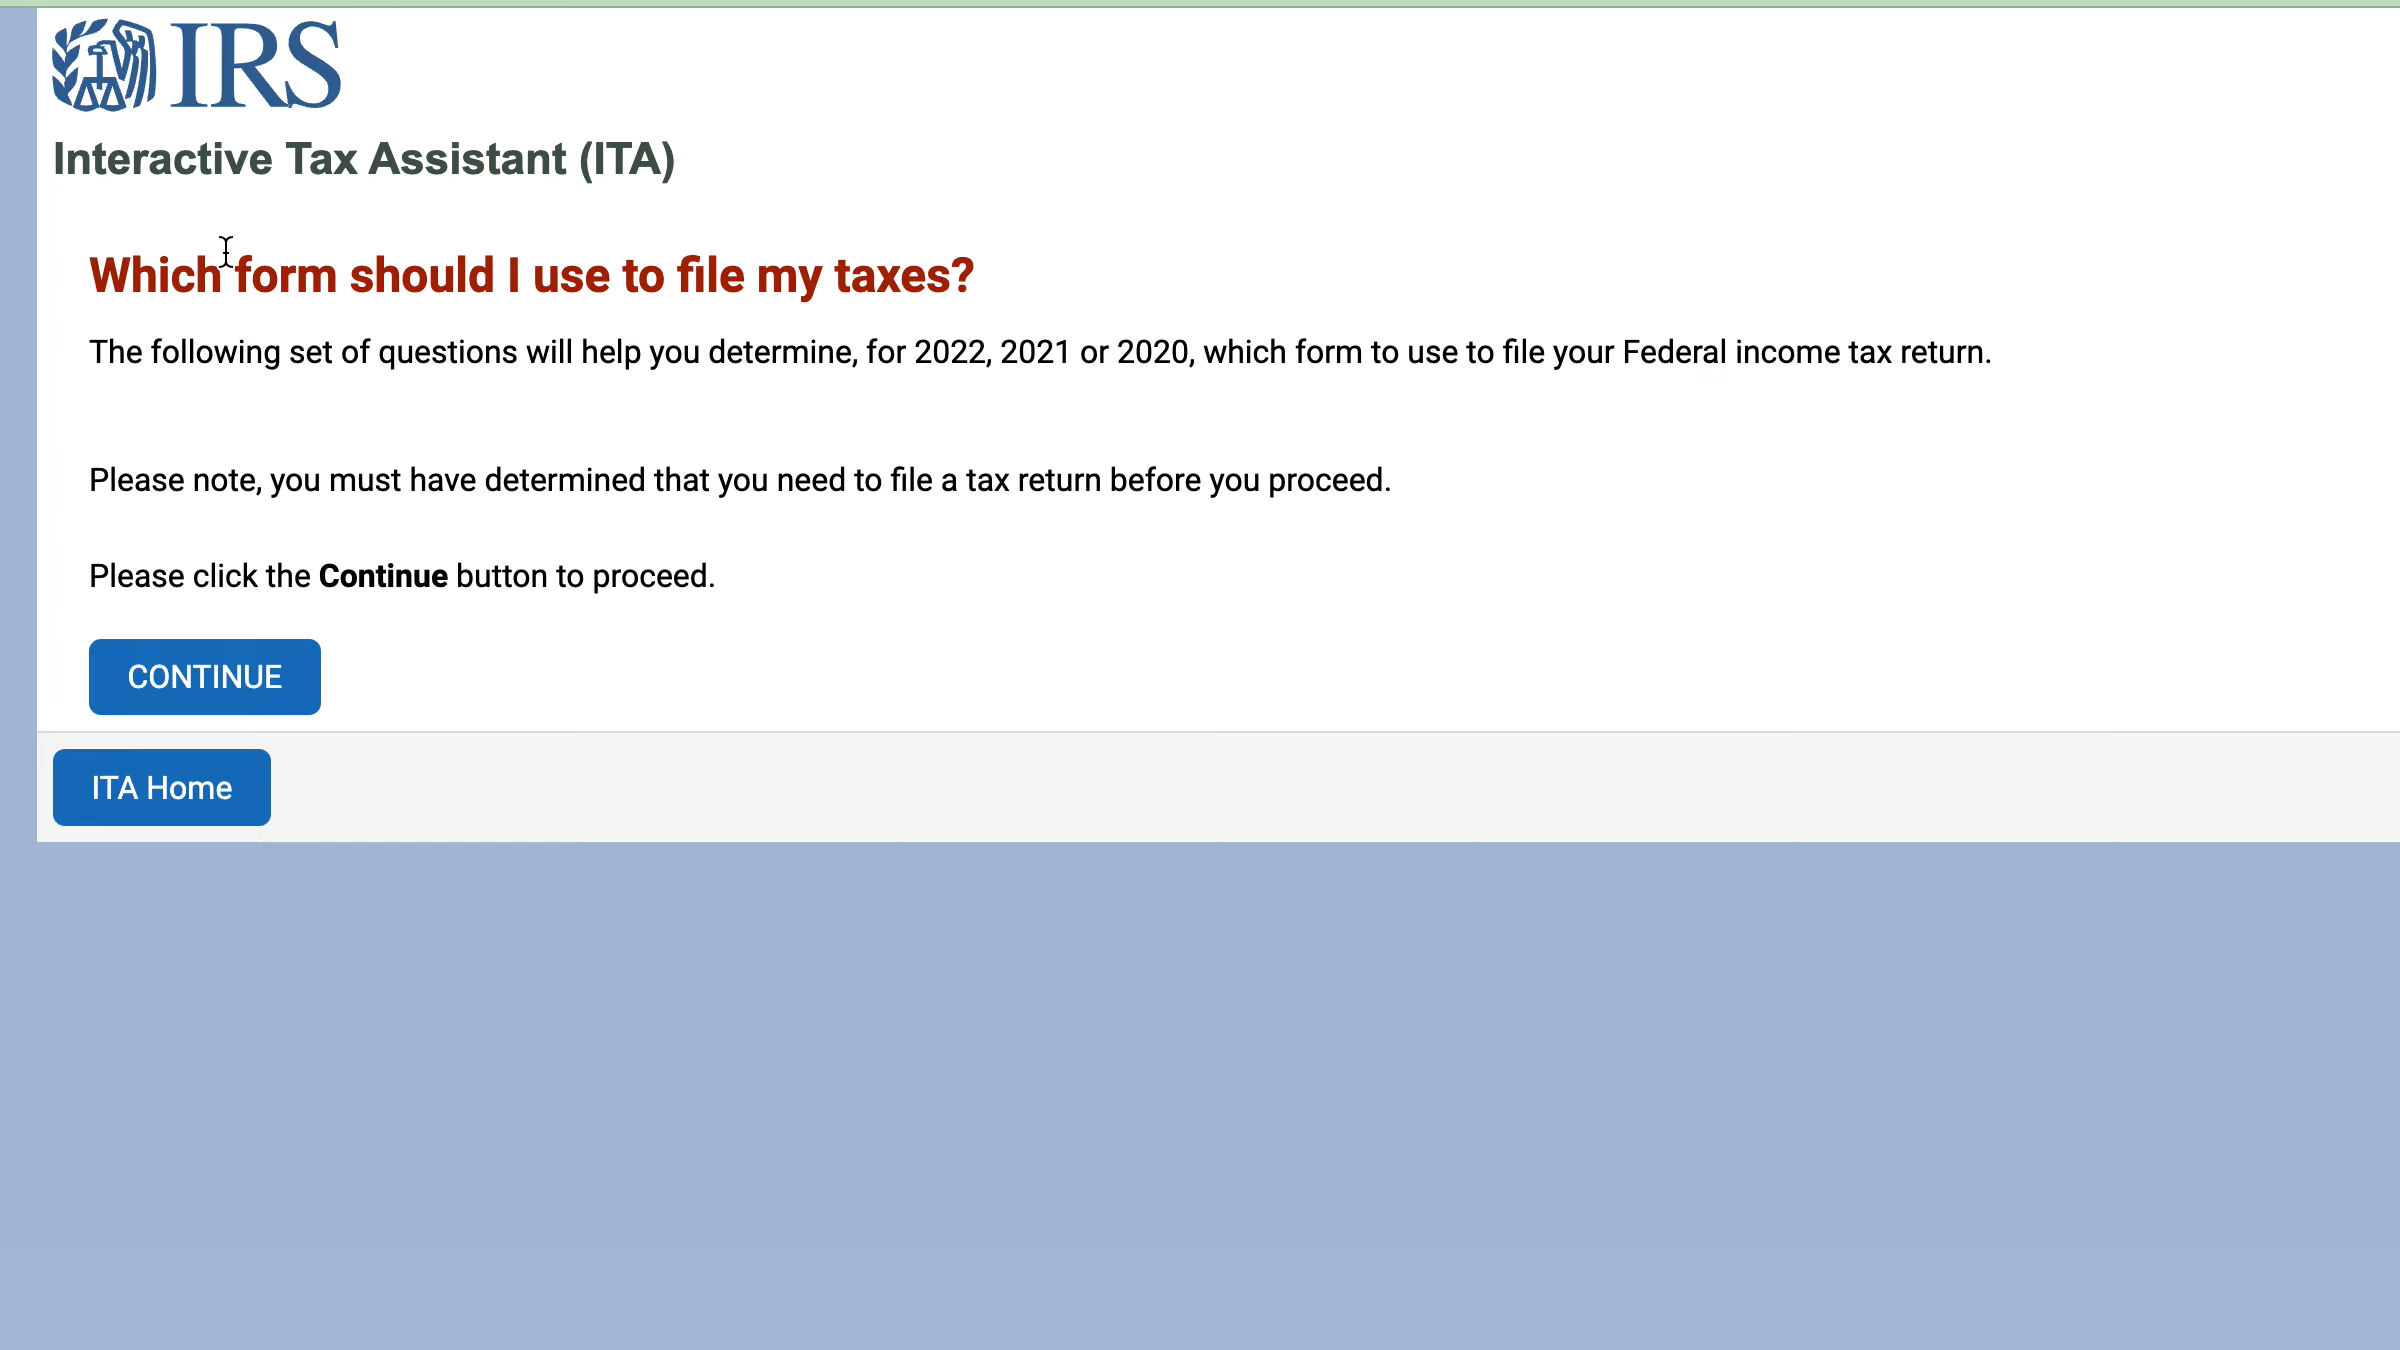 IRS
Interactive Tax Assistant (ITA)
Which form should I use to file my taxes?
The following set of questions will help you determine, for 2022, 2021 or 2020, which form to use to file your Federal income tax return.
Please note, you must have determined that you need to file a tax return before you proceed.
Please click the Continue button to proceed.
CONTINUE
ITA Home